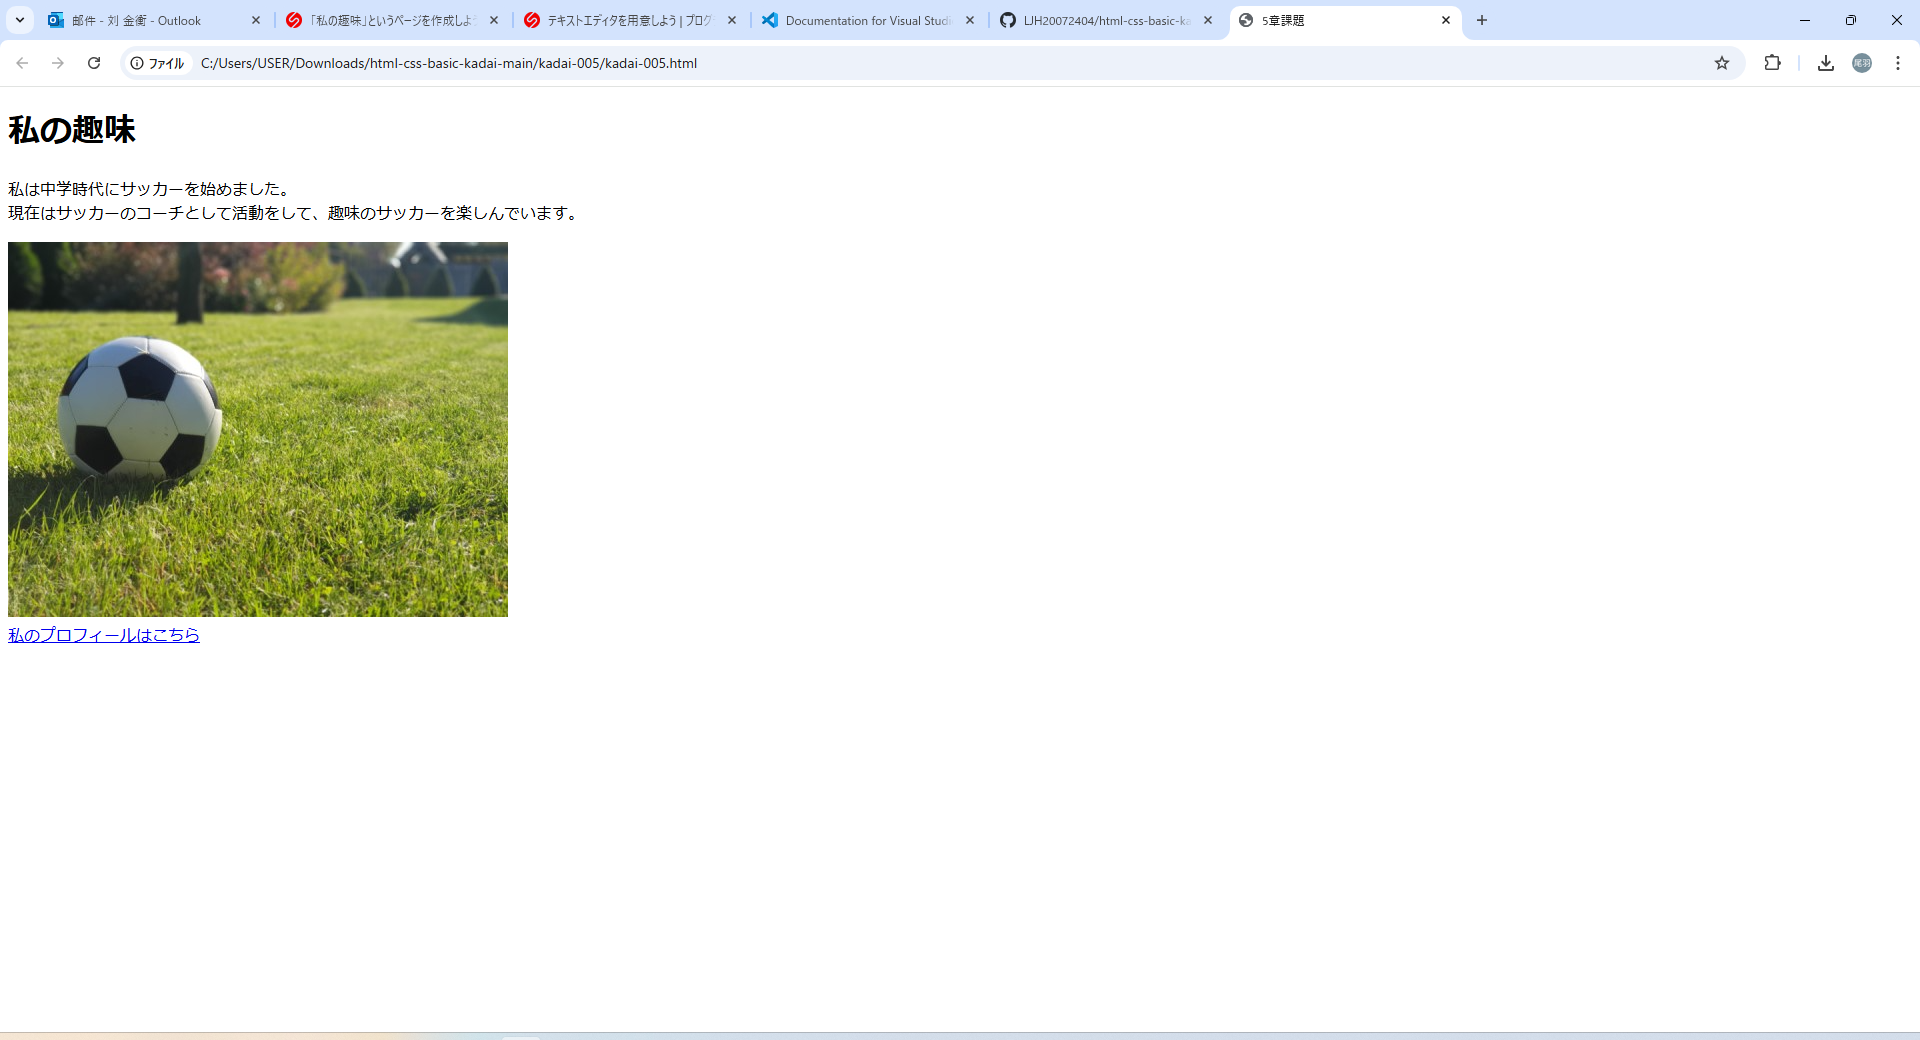 邮件 - 刘 金衡 - Outlook
「私の趣味」というページを作成しよう
テキストエディタを用意しよう | プログ
Documentation for Visual Studi
LJH20072404/html-css-basic-ka
5章課題
ファイル
C:/Users/USER/Downloads/html-css-basic-kadai-main/kadai-005/kadai-005.html
尾羽
私の趣味
私は中学時代にサッカーを始めました。
現在はサッカーのコーチとして活動をして、趣味のサッカーを楽しんでいます。
私のプロフィールはこちら